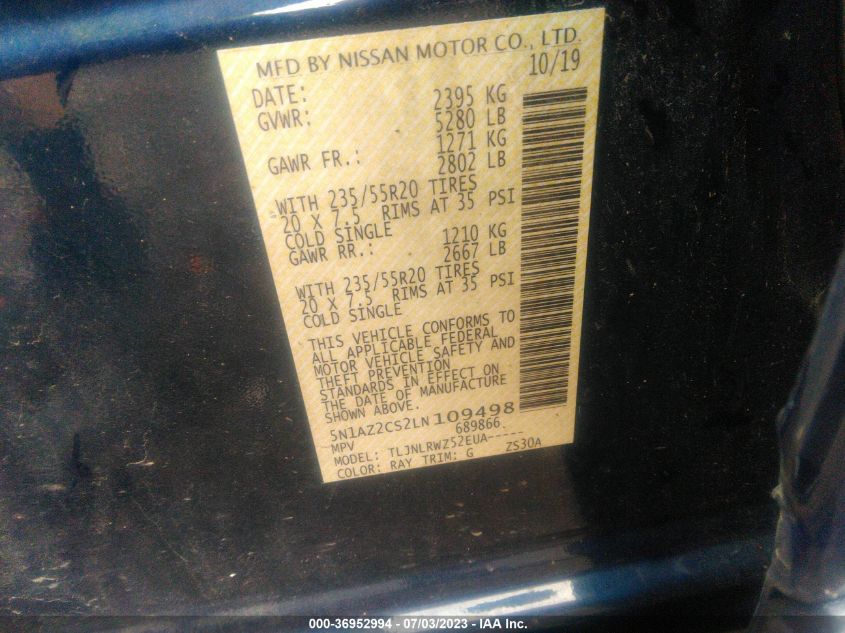 MFD BY NISSAN MOTOR CO., LTD.
DATE: 10/19
GVWR: 2395 KG
5280 LB
GAWR FR.: 1271 KG
2802 LB
WITH 235/55R20 TIRES
20 X 7.5 RIMS AT 35 PSI
COLD SINGLE
GAWR RR.: 1210 KG
2667 LB
WITH 235/55R20 TIRES
20 X 7.5 RIMS AT 35 PSI
COLD SINGLE
THIS VEHICLE CONFORMS TO
ALL APPLICABLE FEDERAL
MOTOR VEHICLE SAFETY AND
THEFT PREVENTION
STANDARDS IN EFFECT ON
THE DATE OF MANUFACTURE
SHOWN ABOVE.
5N1AZ2CS2LN109498
MPV 689866
MODEL: TLJNLRWZ52EUA-----
COLOR: RAY TRIM: G ZS30A
000-36952994 - 07/03/2023 - IAA Inc.